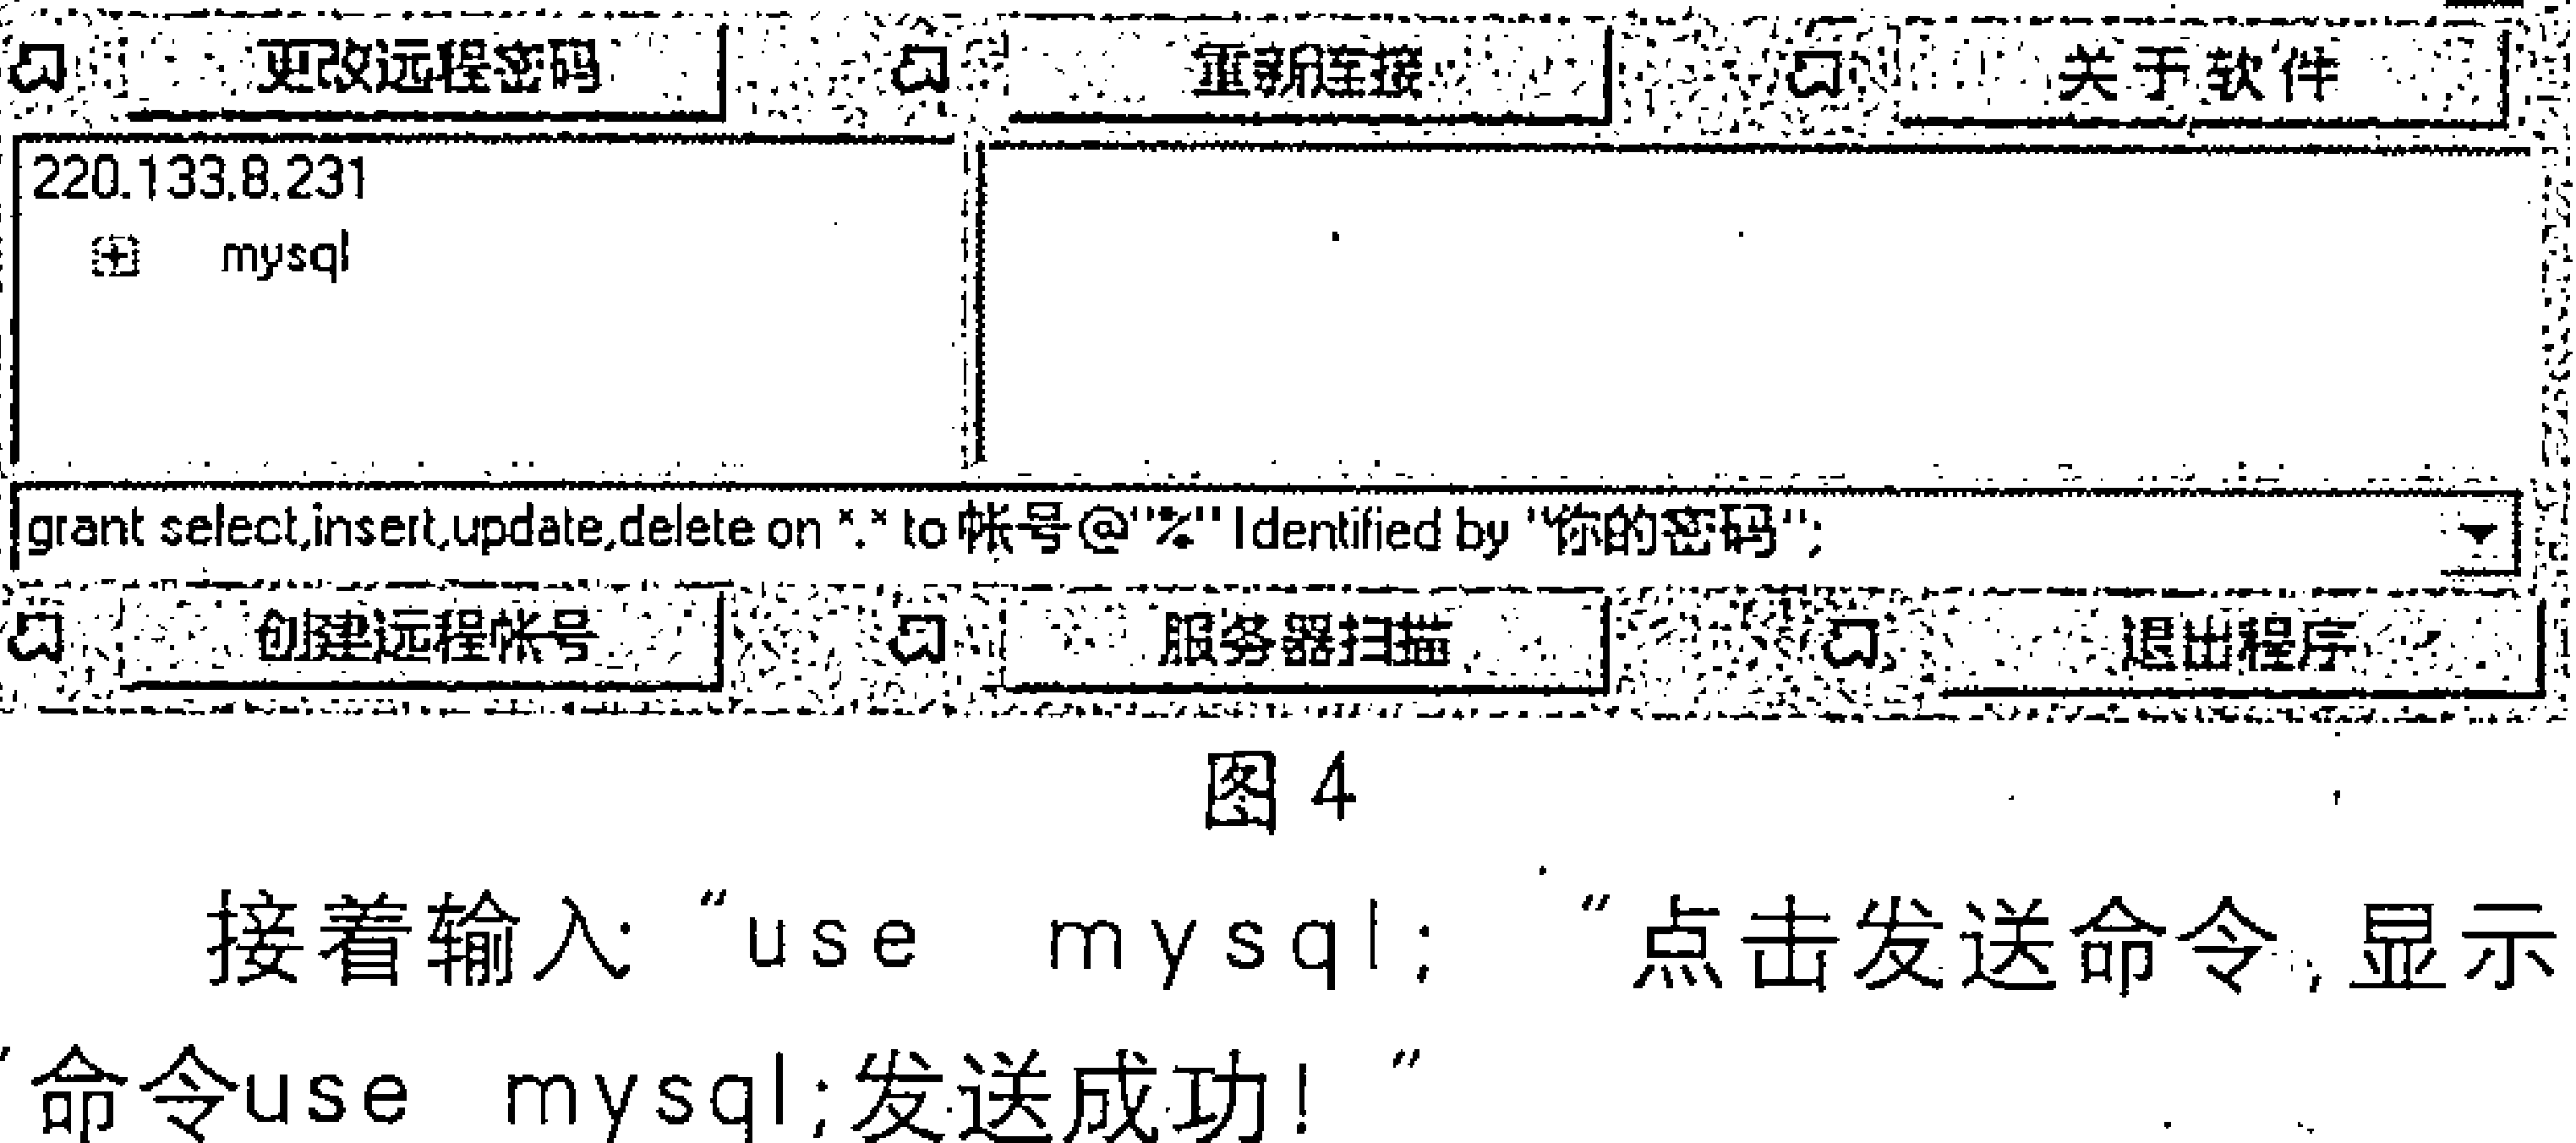 更改远程密码 重新连接 关于软件
220.133.8.231
mysql
grant select,insert,update,delete on *.* to 帐号@"%" Identified by "你的密码";
创建远程帐号 服务器扫描 退出程序
图 4
接着输入“use mysql; “点击发送命令,显示
“命令use mysql;发送成功! ”